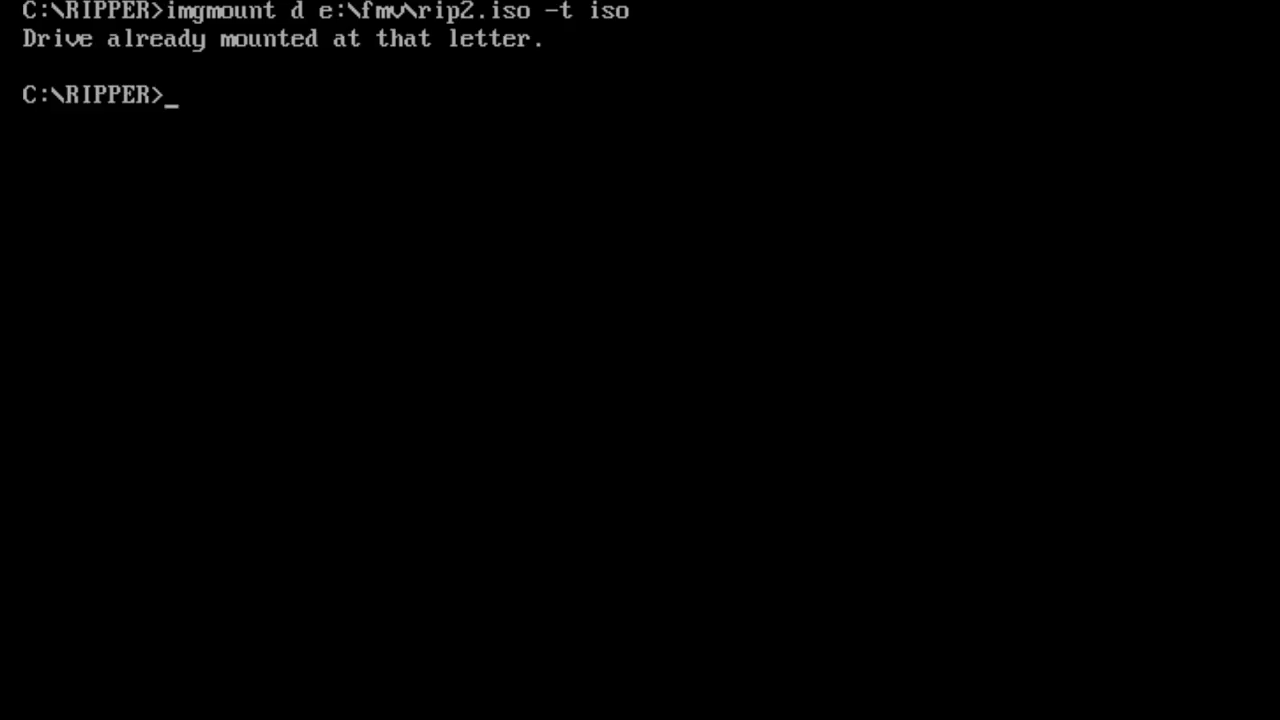 C:\RIPPER>imgmount d e:\fmv\rip2.iso -t iso
Drive already mounted at that letter.
C:\RIPPER>_